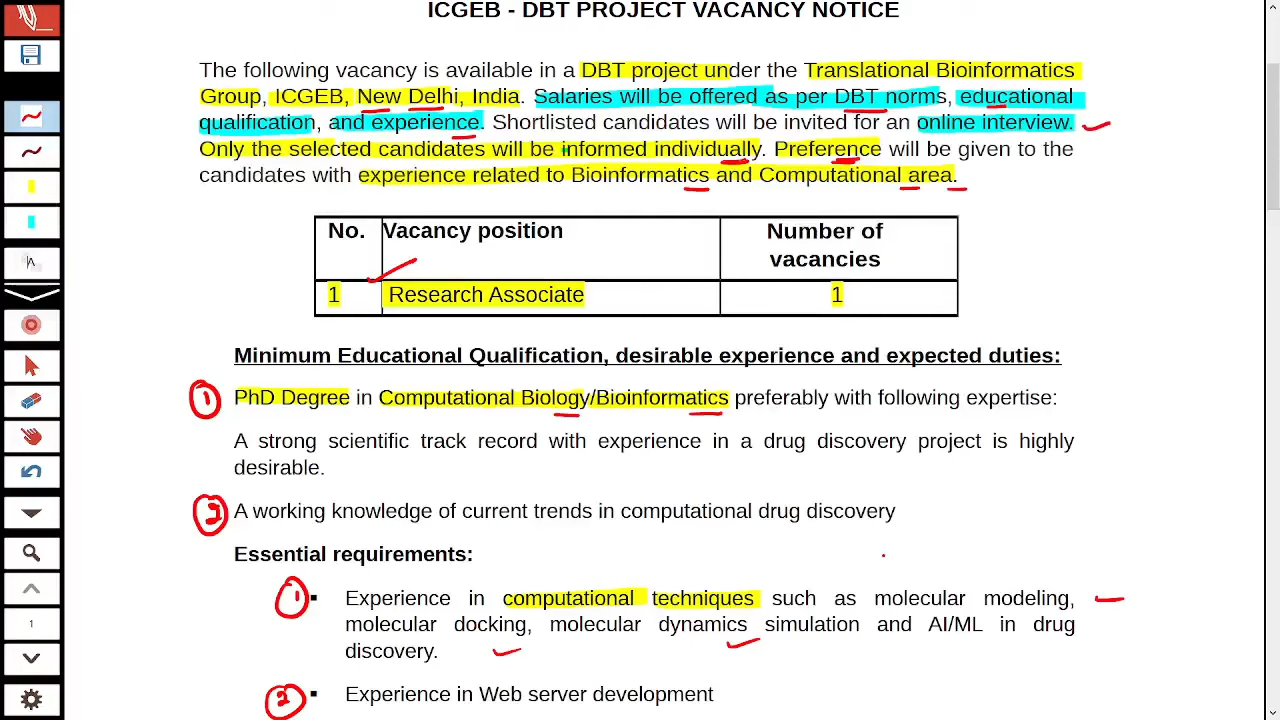 ICGEB - DBT PROJECT VACANCY NOTICE
The following vacancy is available in a DBT project under the Translational Bioinformatics
Group, ICGEB, New Delhi, India. Salaries will be offered as per DBT norms, educational
qualification, and experience. Shortlisted candidates will be invited for an online interview.
Only the selected candidates will be informed individually. Preference will be given to the
candidates with experience related to Bioinformatics and Computational area.
No. Vacancy position Number of
vacancies
1 Research Associate 1
Minimum Educational Qualification, desirable experience and expected duties:
1 PhD Degree in Computational Biology/Bioinformatics preferably with following expertise:
A strong scientific track record with experience in a drug discovery project is highly
desirable.
2 A working knowledge of current trends in computational drug discovery
Essential requirements:
1 ▪ Experience in computational techniques such as molecular modeling,
molecular docking, molecular dynamics simulation and AI/ML in drug
discovery.
2 ▪ Experience in Web server development
1